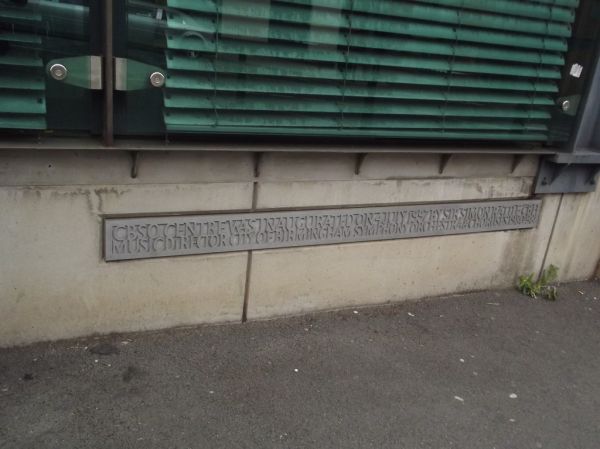 CBSO CENTRE WAS INAUGURATED ON 7 JULY 1997 BY SIR SIMON RATTLE CBE
MUSIC DIRECTOR CITY OF BIRMINGHAM SYMPHONY ORCHESTRA